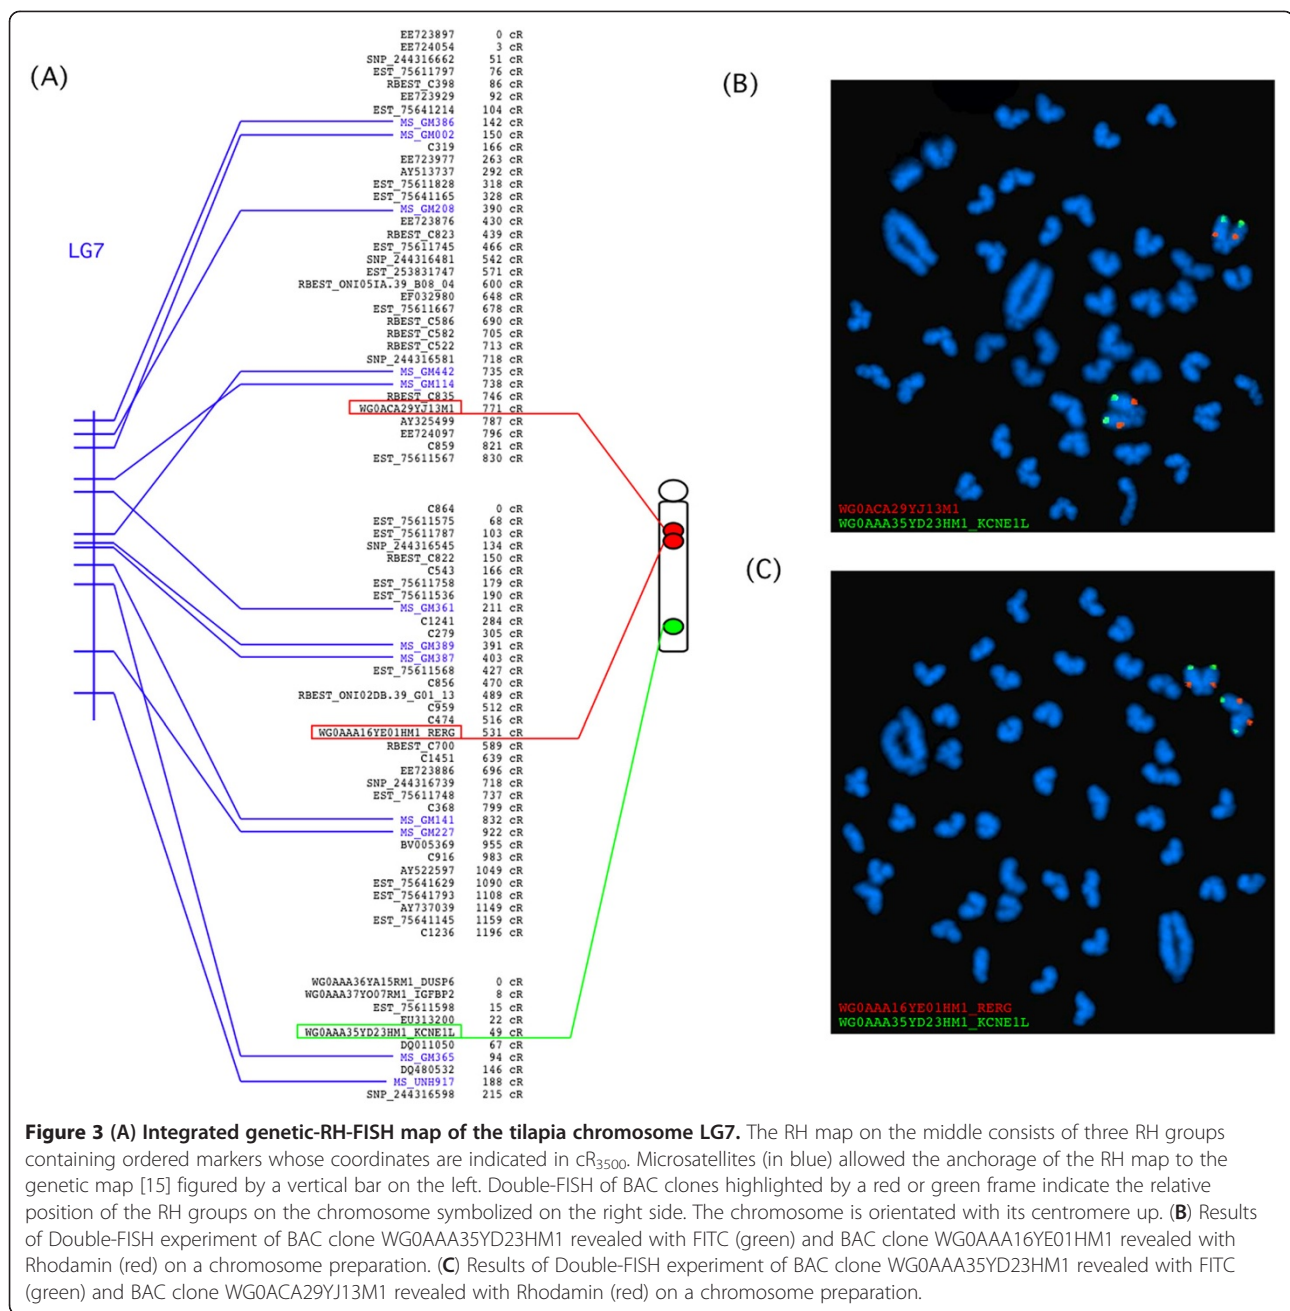 (A)
LG7
EE723897 0 cR
EE724054 3 cR
SNP_244316662 51 cR
EST_75611797 76 cR
RBEST_C398 86 cR
EE723929 92 cR
EST_75641214 104 cR
MS_GM386 142 cR
MS_GM002 150 cR
C319 166 cR
EE723977 263 cR
AY513737 292 cR
EST_75611828 318 cR
EST_75641165 328 cR
MS_GM208 390 cR
EE723876 430 cR
RBEST_C823 439 cR
EST_75611745 466 cR
SNP_244316481 542 cR
EST_253831747 571 cR
RBEST_ONI05IA.39_B08_04 600 cR
EF032980 648 cR
EST_75611667 678 cR
RBEST_C586 690 cR
RBEST_C582 705 cR
RBEST_C522 713 cR
SNP_244316581 718 cR
MS_GM442 735 cR
MS_GM114 738 cR
RBEST_C835 746 cR
WG0ACA29YJ13M1 771 cR
AY325499 787 cR
EE724097 796 cR
C859 821 cR
EST_75611567 830 cR
C864 0 cR
EST_75611575 68 cR
EST_75611787 103 cR
SNP_244316545 134 cR
RBEST_C822 150 cR
C543 166 cR
EST_75611758 179 cR
EST_75611536 190 cR
MS_GM361 211 cR
C1241 284 cR
C279 305 cR
MS_GM389 391 cR
MS_GM387 403 cR
EST_75611568 427 cR
C856 470 cR
RBEST_ONI02DB.39_G01_13 489 cR
C959 512 cR
C474 516 cR
WG0AAA16YE01HM1_RERG 531 cR
RBEST_C700 589 cR
C1451 639 cR
EE723886 696 cR
SNP_244316739 718 cR
EST_75611748 737 cR
C368 799 cR
MS_GM141 832 cR
MS_GM227 922 cR
BV005369 955 cR
C916 983 cR
AY522597 1049 cR
EST_75641629 1090 cR
EST_75641793 1108 cR
AY737039 1149 cR
EST_75641145 1159 cR
C1236 1196 cR
WG0AAA36YA15RM1_DUSP6 0 cR
WG0AAA37YO07RM1_IGFBP2 8 cR
EST_75611598 15 cR
EU313200 22 cR
WG0AAA35YD23HM1_KCNE1L 49 cR
DQ011050 67 cR
MS_GM365 94 cR
DQ480532 146 cR
MS_UNH917 188 cR
SNP_244316598 215 cR
(B)
WG0ACA29YJ13M1
WG0AAA35YD23HM1_KCNE1L
(C)
WG0AAA16YE01HM1_RERG
WG0AAA35YD23HM1_KCNE1L
Figure 3 (A) Integrated genetic-RH-FISH map of the tilapia chromosome LG7. The RH map on the middle consists of three RH groups
containing ordered markers whose coordinates are indicated in cR3500. Microsatellites (in blue) allowed the anchorage of the RH map to the
genetic map [15] figured by a vertical bar on the left. Double-FISH of BAC clones highlighted by a red or green frame indicate the relative
position of the RH groups on the chromosome symbolized on the right side. The chromosome is orientated with its centromere up. (B) Results
of Double-FISH experiment of BAC clone WG0AAA35YD23HM1 revealed with FITC (green) and BAC clone WG0AAA16YE01HM1 revealed with
Rhodamin (red) on a chromosome preparation. (C) Results of Double-FISH experiment of BAC clone WG0AAA35YD23HM1 revealed with FITC
(green) and BAC clone WG0ACA29YJ13M1 revealed with Rhodamin (red) on a chromosome preparation.